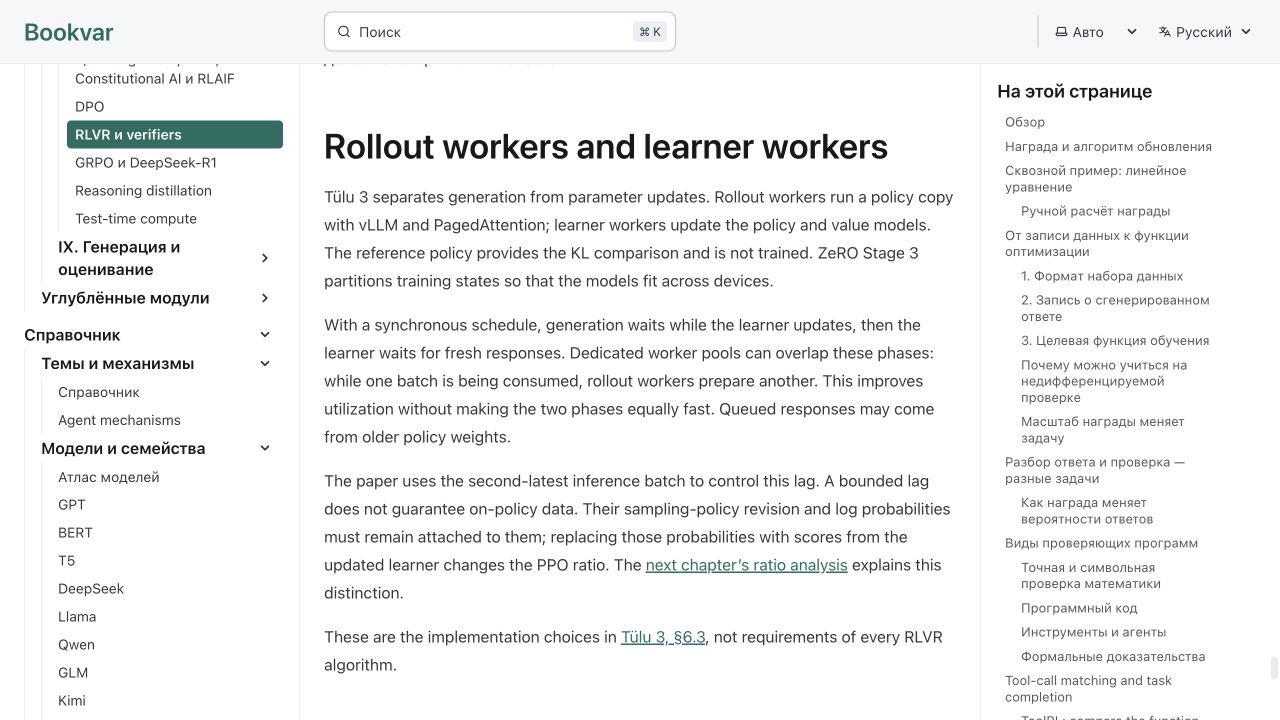 Bookvar
Поиск
⌘ K
Авто
Русский
Constitutional AI и RLAIF
DPO
RLVR и verifiers
GRPO и DeepSeek-R1
Reasoning distillation
Test-time compute
IX. Генерация и
оценивание
Углублённые модули
Справочник
Темы и механизмы
Справочник
Agent mechanisms
Модели и семейства
Атлас моделей
GPT
BERT
T5
DeepSeek
Llama
Qwen
GLM
Kimi
Rollout workers and learner workers
Tülu 3 separates generation from parameter updates. Rollout workers run a policy copy
with vLLM and PagedAttention; learner workers update the policy and value models.
The reference policy provides the KL comparison and is not trained. ZeRO Stage 3
partitions training states so that the models fit across devices.
With a synchronous schedule, generation waits while the learner updates, then the
learner waits for fresh responses. Dedicated worker pools can overlap these phases:
while one batch is being consumed, rollout workers prepare another. This improves
utilization without making the two phases equally fast. Queued responses may come
from older policy weights.
The paper uses the second-latest inference batch to control this lag. A bounded lag
does not guarantee on-policy data. Their sampling-policy revision and log probabilities
must remain attached to them; replacing those probabilities with scores from the
updated learner changes the PPO ratio. The next chapter’s ratio analysis explains this
distinction.
These are the implementation choices in Tülu 3, §6.3, not requirements of every RLVR
algorithm.
На этой странице
Обзор
Награда и алгоритм обновления
Сквозной пример: линейное
уравнение
Ручной расчёт награды
От записи данных к функции
оптимизации
1. Формат набора данных
2. Запись о сгенерированном
ответе
3. Целевая функция обучения
Почему можно учиться на
недифференцируемой
проверке
Масштаб награды меняет
задачу
Разбор ответа и проверка —
разные задачи
Как награда меняет
вероятности ответов
Виды проверяющих программ
Точная и символьная
проверка математики
Программный код
Инструменты и агенты
Формальные доказательства
Tool-call matching and task
completion